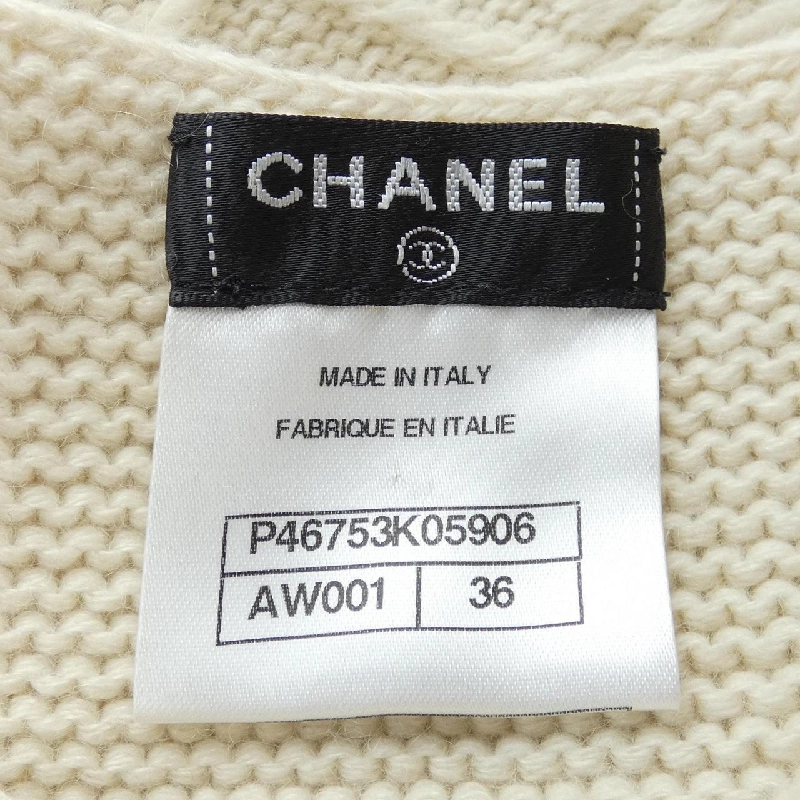 CHANEL
MADE IN ITALY
FABRIQUE EN ITALIE
P46753K05906
AW001 36